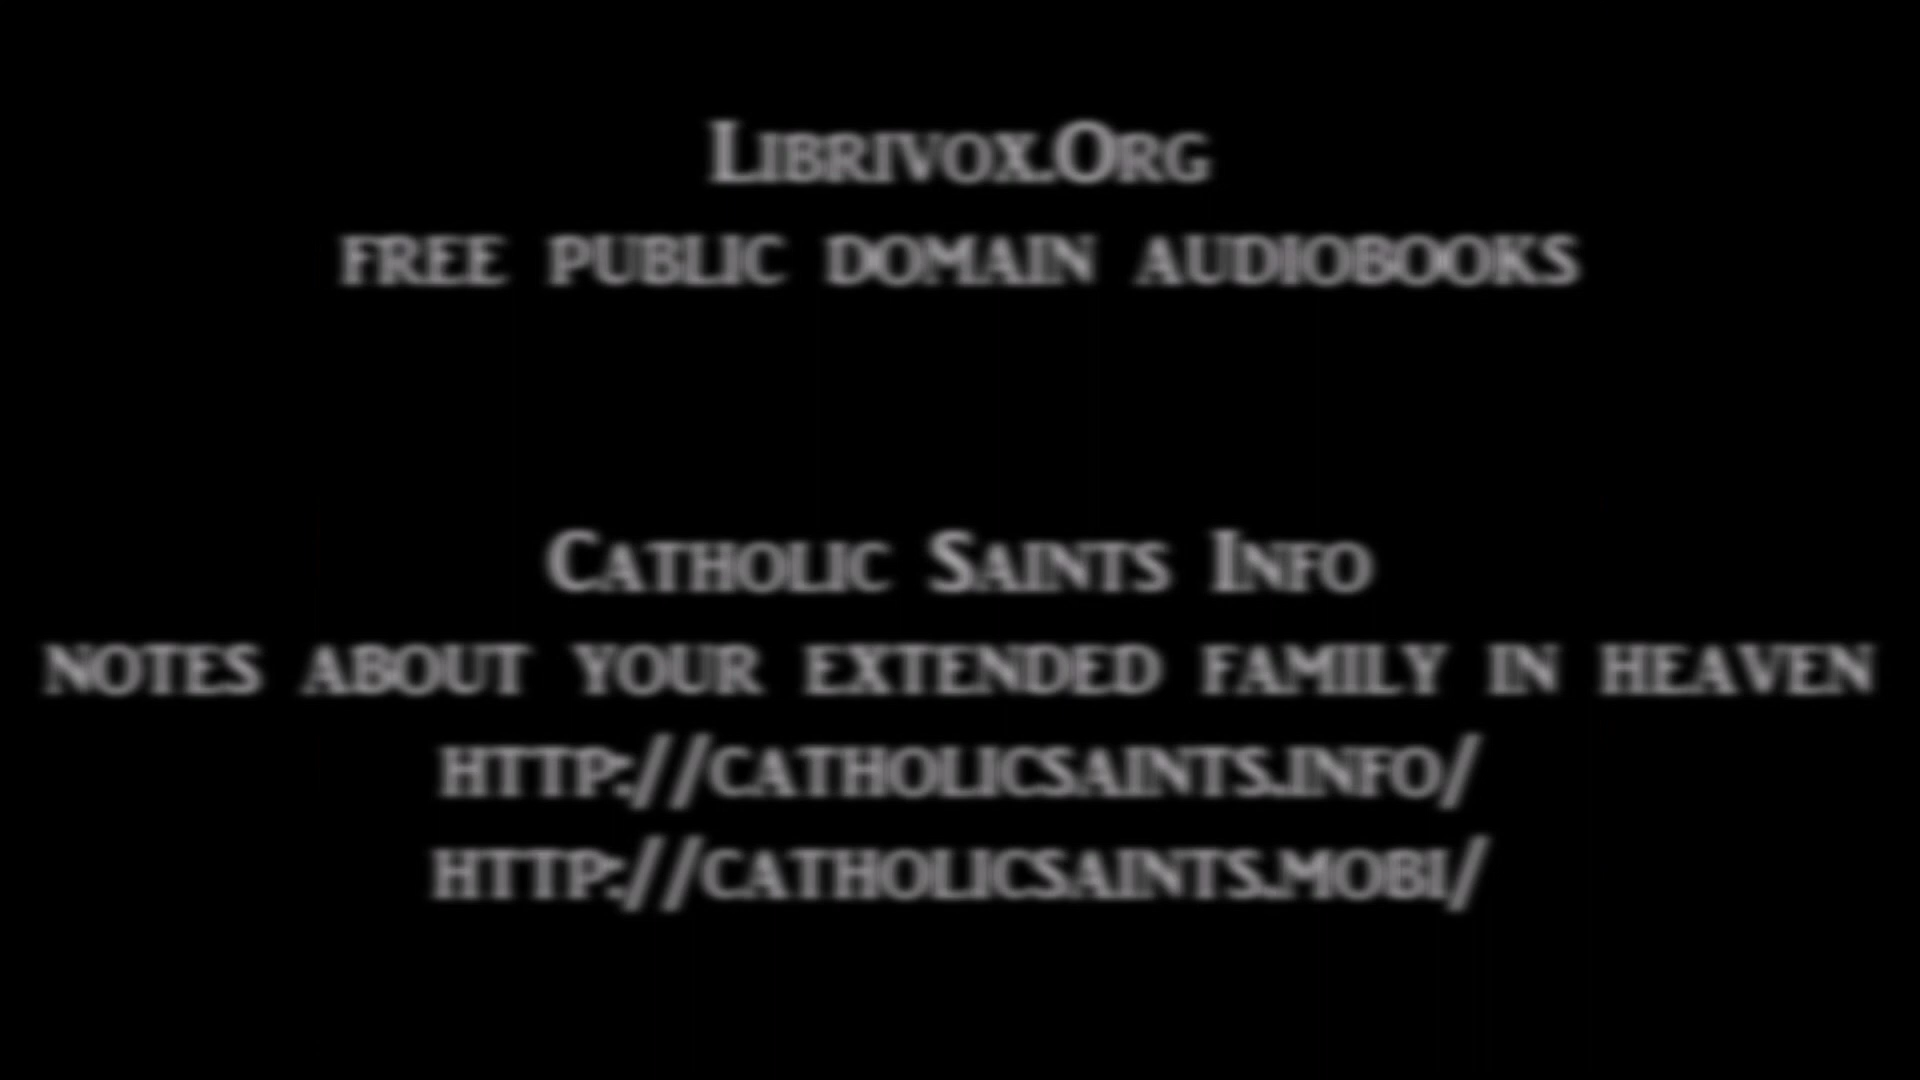 Librivox.Org
free public domain audiobooks
Catholic Saints Info
notes about your extended family in heaven
http://catholicsaints.info/
http://catholicsaints.mobi/